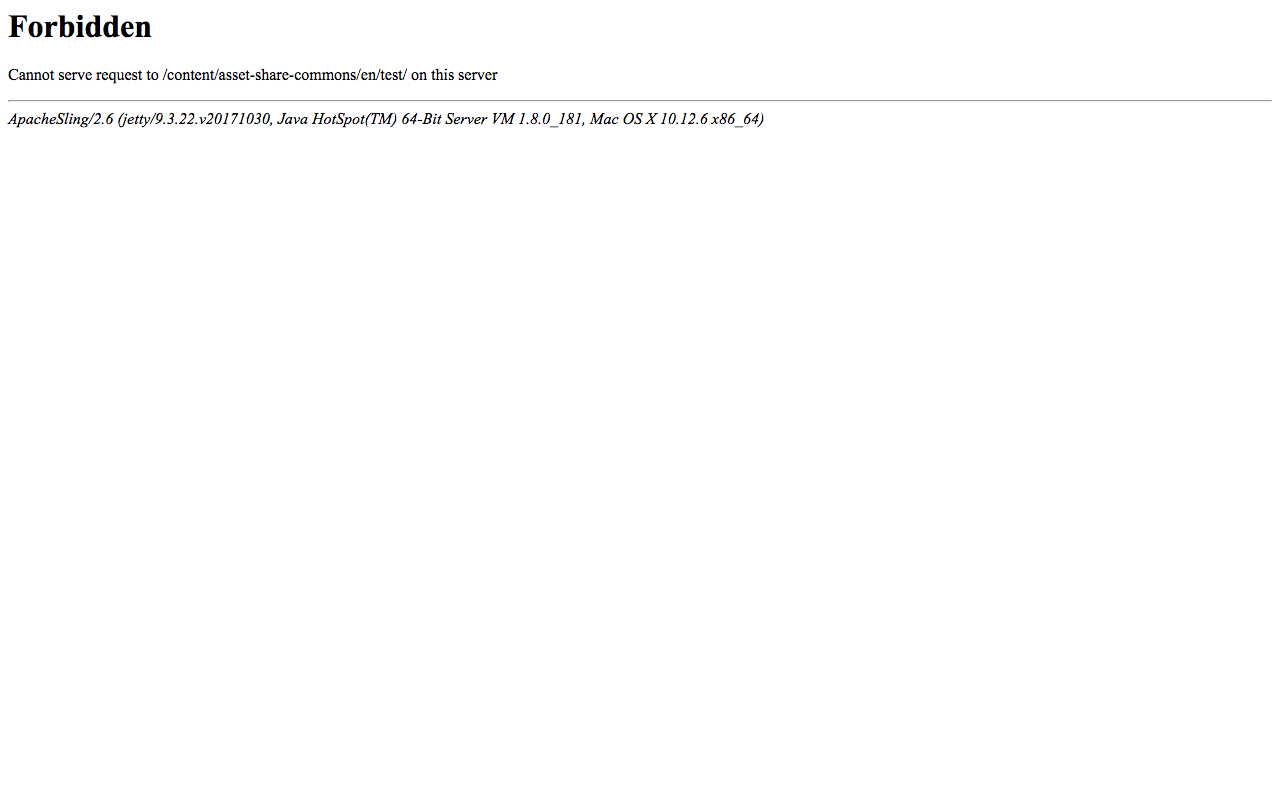 Forbidden
Cannot serve request to /content/asset-share-commons/en/test/ on this server
ApacheSling/2.6 (jetty/9.3.22.v20171030, Java HotSpot(TM) 64-Bit Server VM 1.8.0_181, Mac OS X 10.12.6 x86_64)